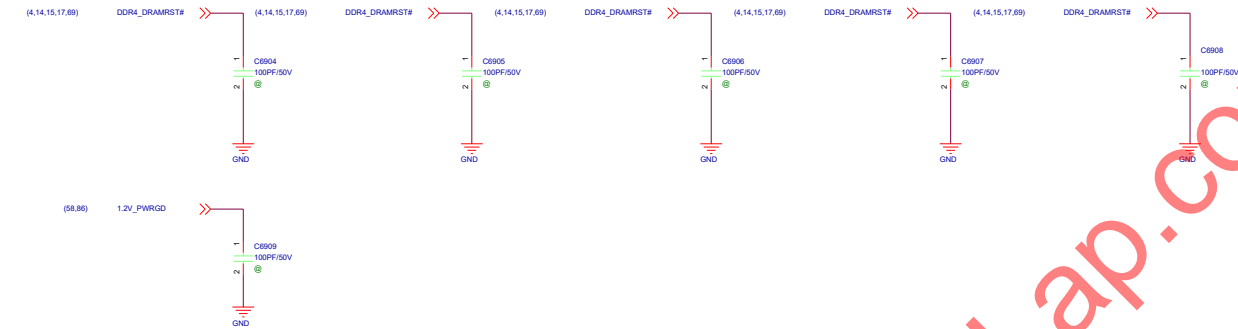 (4,14,15,17,69) DDR4_DRAMRST# (4,14,15,17,69) DDR4_DRAMRST# (4,14,15,17,69) DDR4_DRAMRST# (4,14,15,17,69) DDR4_DRAMRST# (4,14,15,17,69) DDR4_DRAMRST#
1 C6904 1 C6905 1 C6906 1 C6907 1 C6908
100PF/50V 100PF/50V 100PF/50V 100PF/50V 100PF/50V
2 @ 2 @ 2 @ 2 @ 2 @
GND GND GND GND GND
(58,86) 1.2V_PWRGD
1 C6909
100PF/50V
2 @
GND
ap.co